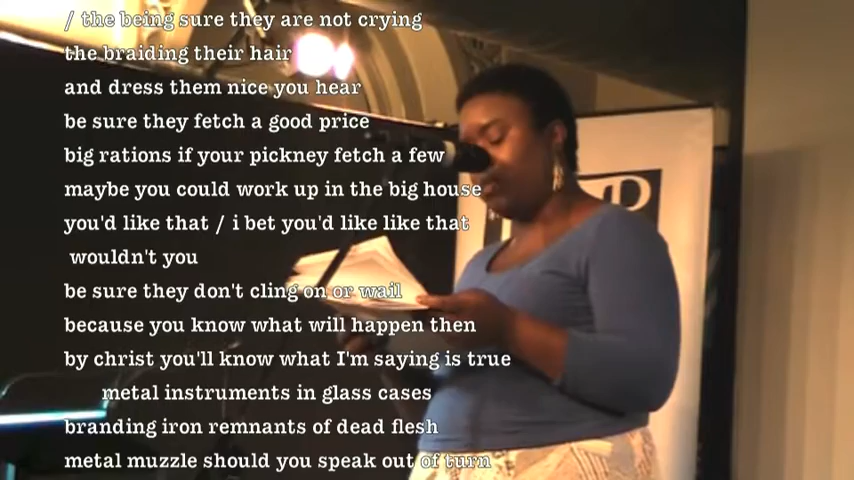 / the being sure they are not crying
the braiding their hair
and dress them nice you hear
be sure they fetch a good price
big rations if your pickney fetch a few
maybe you could work up in the big house
you'd like that / i bet you'd like like that
wouldn't you
be sure they don't cling on or wail
because you know what will happen then
by christ you'll know what I'm saying is true
metal instruments in glass cases
branding iron remnants of dead flesh
metal muzzle should you speak out of turn